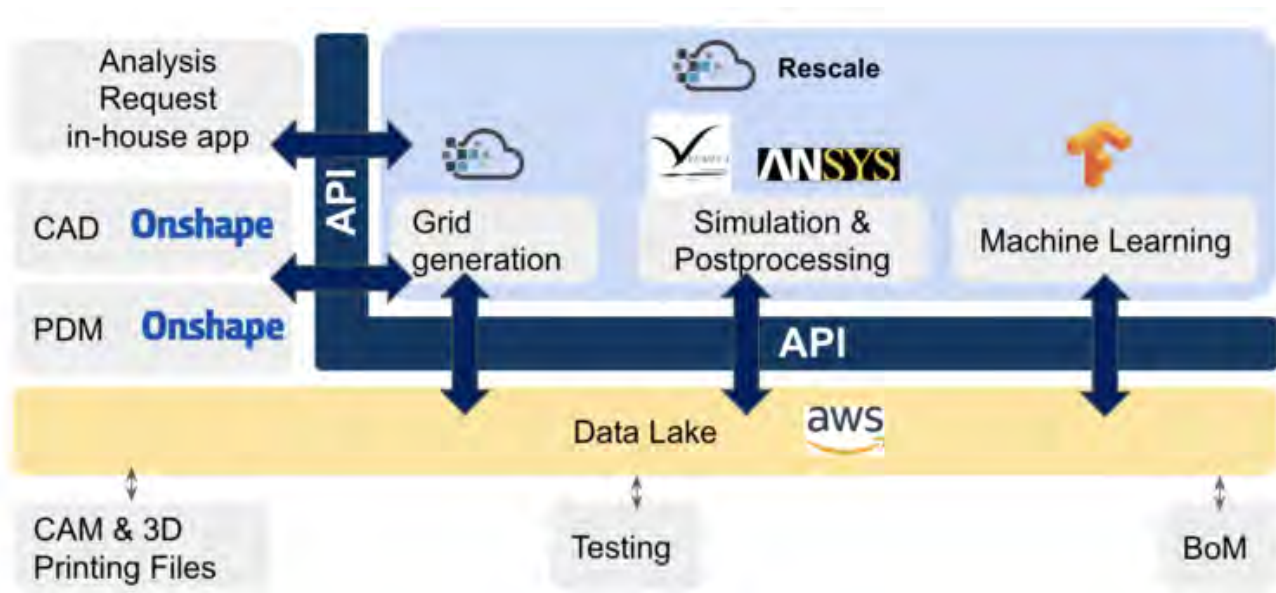 Analysis
Request
in-house app
Rescale
ANSYS
API
CAD Onshape
Grid
generation
Simulation &
Postprocessing
Machine Learning
PDM Onshape
API
Data Lake
aws
CAM & 3D
Printing Files
Testing
BoM